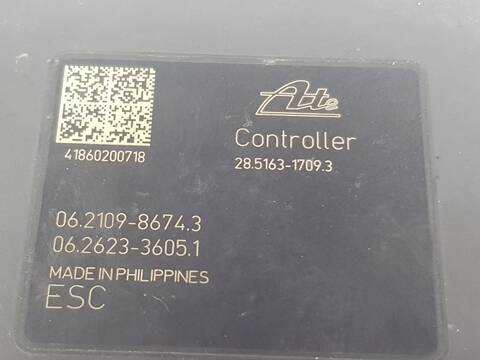 Ate
41860200718
Controller
28.5163-1709.3
06.2109-8674.3
06.2623-3605.1
MADE IN PHILIPPINES
ESC